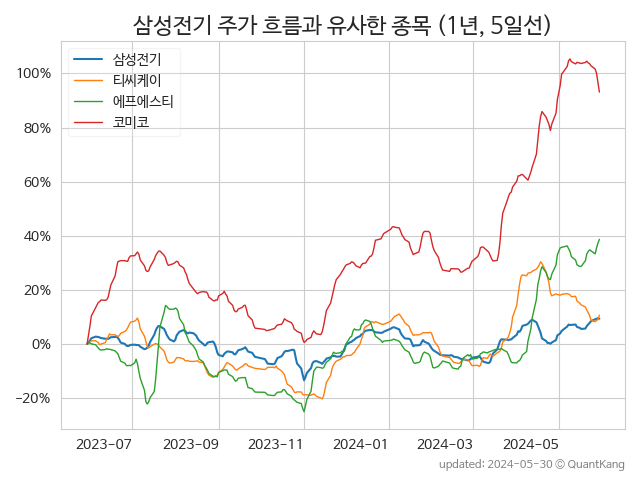 삼성전기 주가 흐름과 유사한 종목 (1년, 5일선)
삼성전기
티씨케이
에프에스티
코미코
100%
80%
60%
40%
20%
0%
−20%
2023-07
2023-09
2023-11
2024-01
2024-03
2024-05
updated: 2024-05-30 © QuantKang